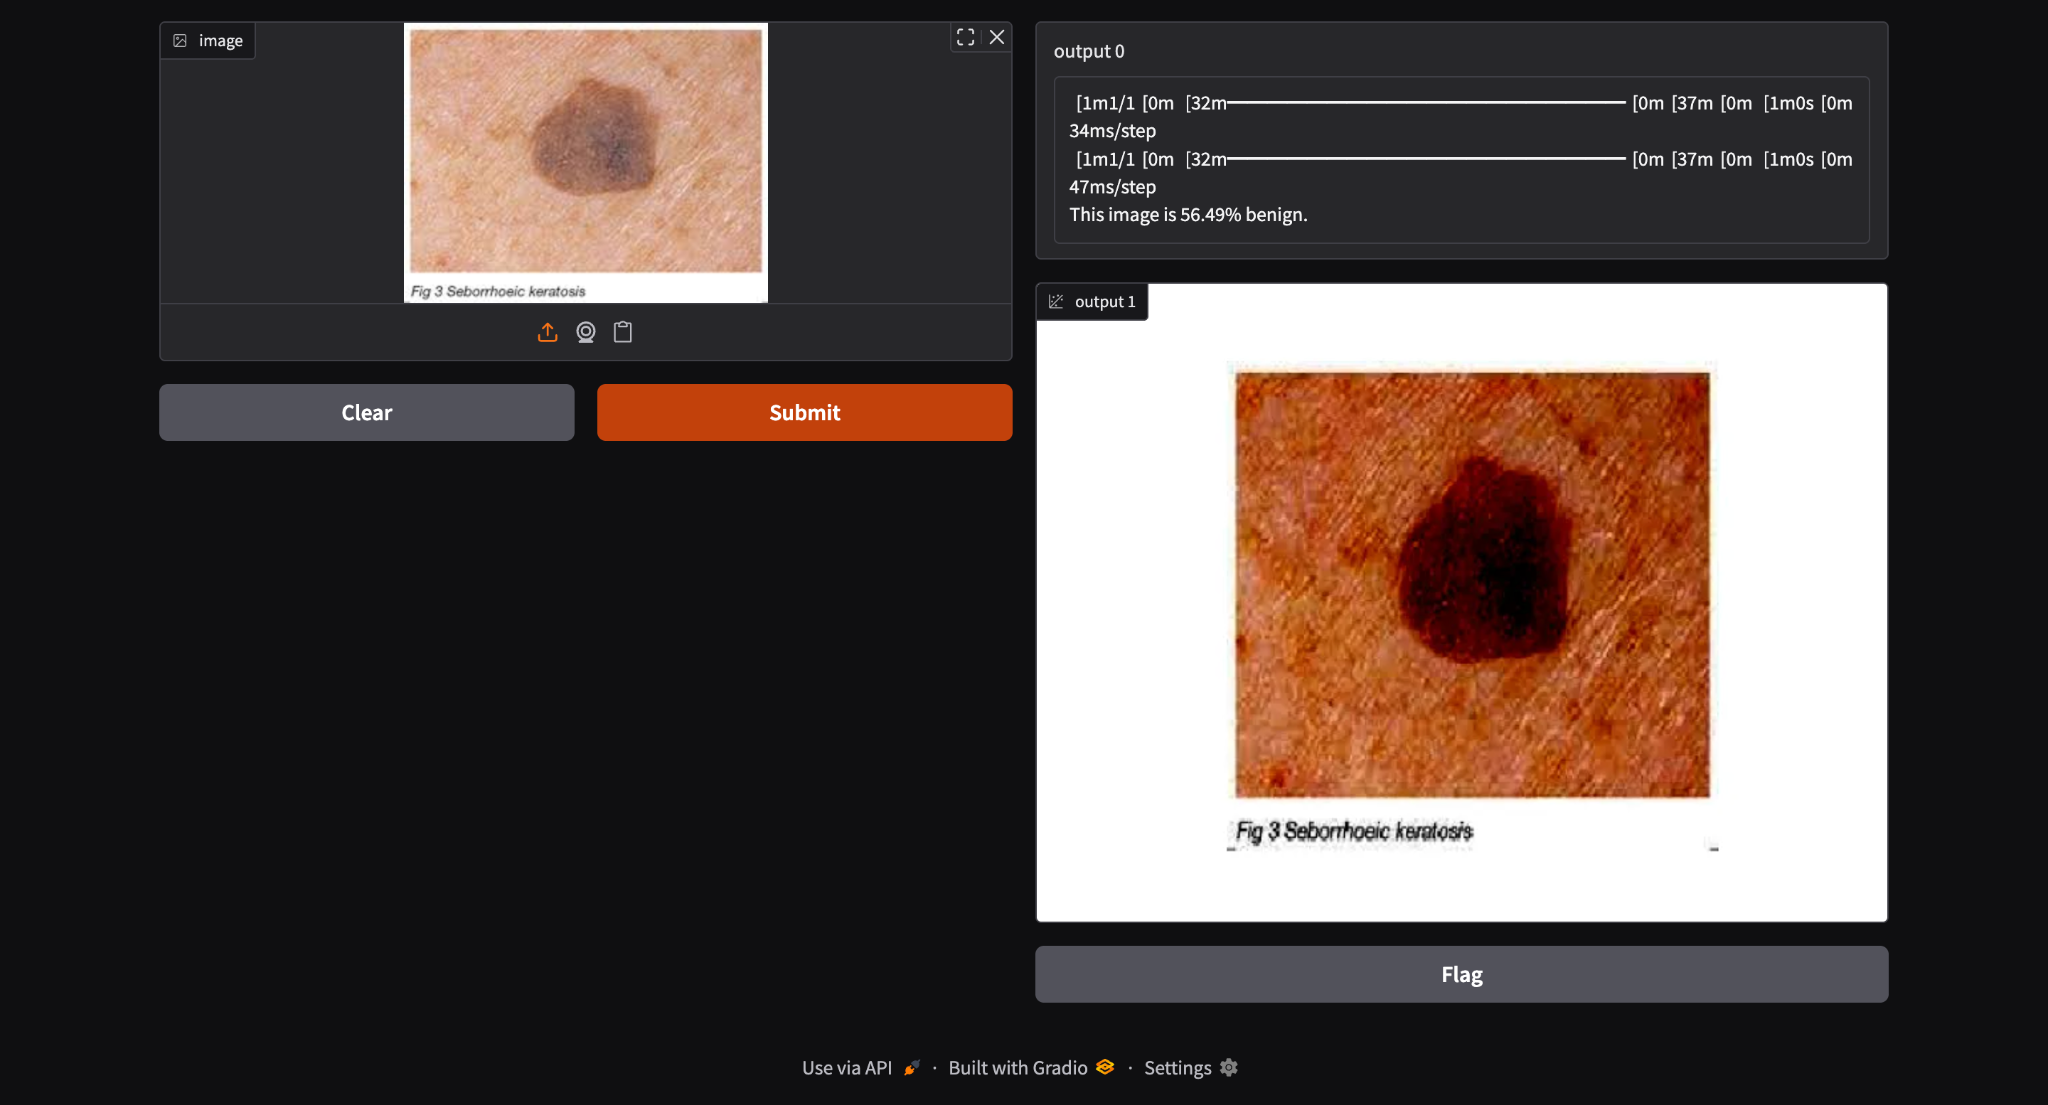 image
Fig 3 Seborrhoeic keratosis
Clear
Submit
output 0
[1m1/1 [0m [32m━━━━━━━━━━━━━━━━━━━━ [0m [37m [0m [1m0s [0m
34ms/step
[1m1/1 [0m [32m━━━━━━━━━━━━━━━━━━━━ [0m [37m [0m [1m0s [0m
47ms/step
This image is 56.49% benign.
output 1
Fig 3 Seborrhoeic keratosis
Flag
Use via API · Built with Gradio · Settings